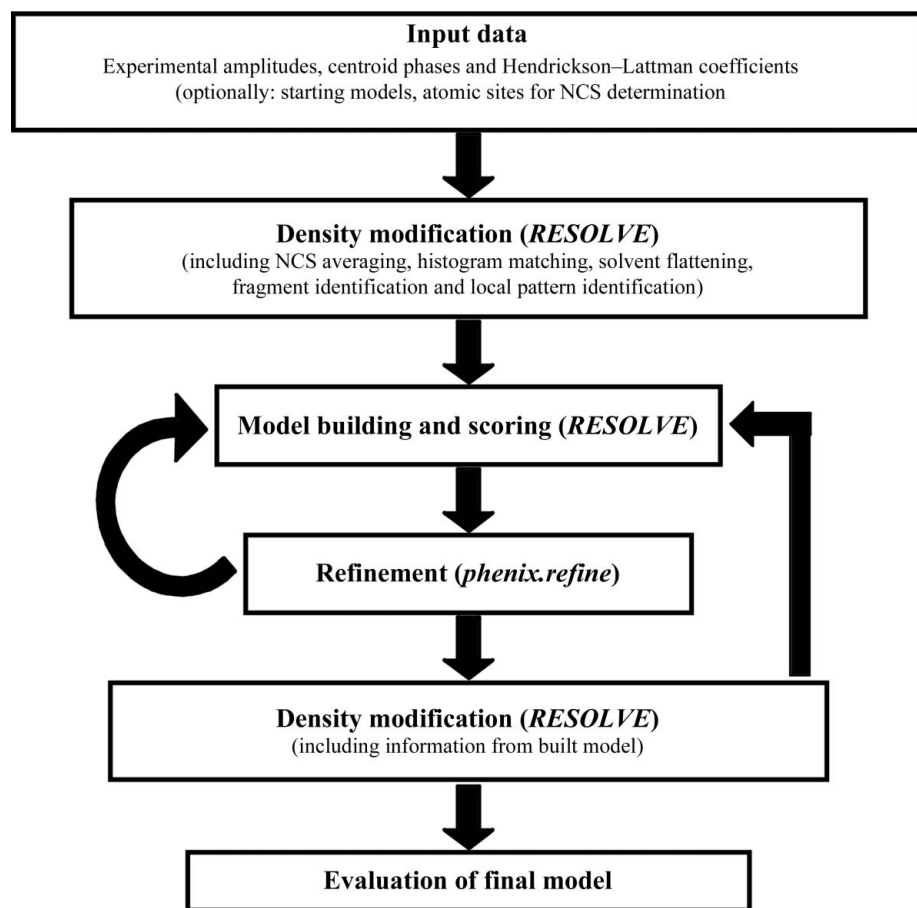 Input data
Experimental amplitudes, centroid phases and Hendrickson–Lattman coefficients
(optionally: starting models, atomic sites for NCS determination
Density modification (RESOLVE)
(including NCS averaging, histogram matching, solvent flattening,
fragment identification and local pattern identification)
Model building and scoring (RESOLVE)
Refinement (phenix.refine)
Density modification (RESOLVE)
(including information from built model)
Evaluation of final model